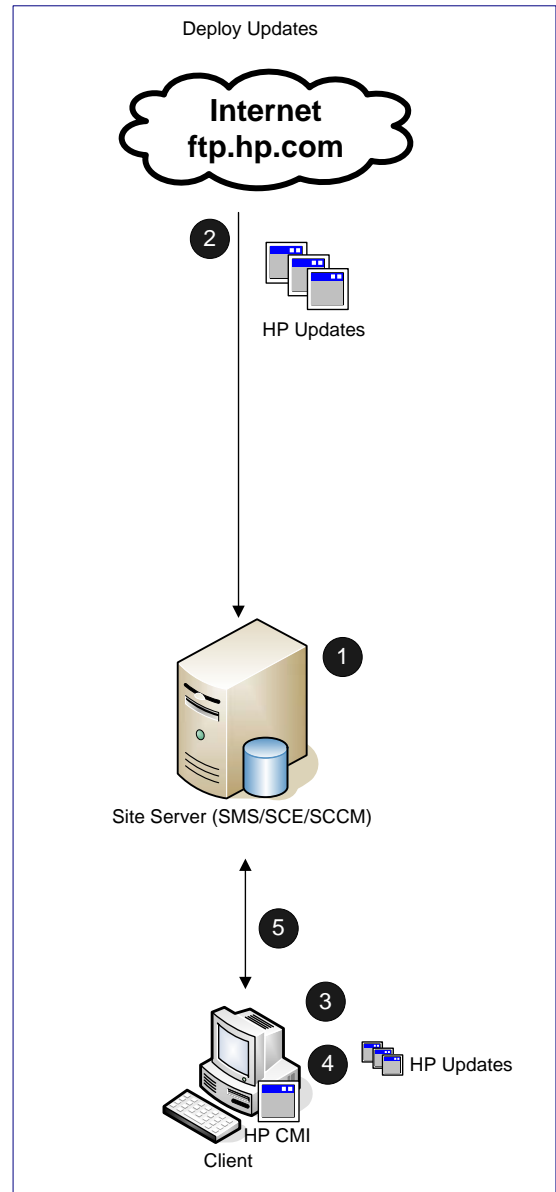 Deploy Updates
Internet
ftp.hp.com
2
HP Updates
1
Site Server (SMS/SCE/SCCM)
5
3
4
HP Updates
HP CMI
Client